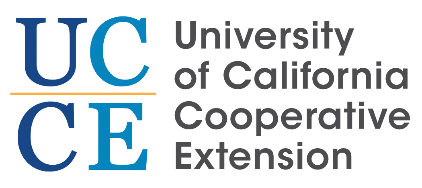 UC
CE
University
of California
Cooperative
Extension